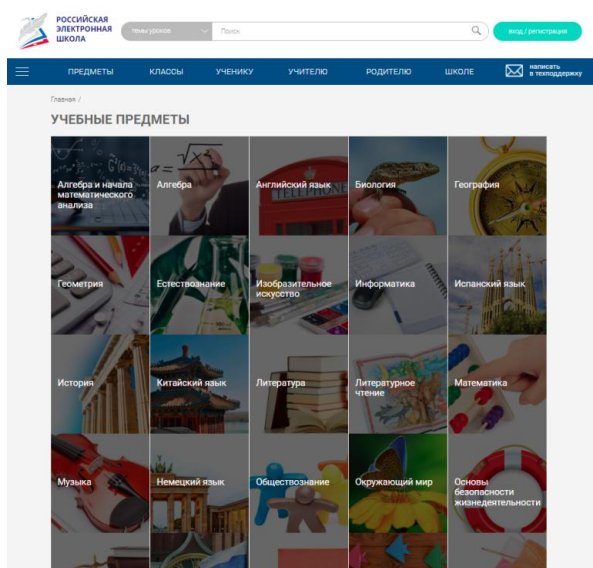 РОССИЙСКАЯ
ЭЛЕКТРОННАЯ
ШКОЛА
темы уроков
Поиск
вход / регистрация
ПРЕДМЕТЫ КЛАССЫ УЧЕНИКУ УЧИТЕЛЮ РОДИТЕЛЮ ШКОЛЕ
написать
в техподдержку
Главная /
УЧЕБНЫЕ ПРЕДМЕТЫ
Алгебра и начала
математического
анализа
Алгебра
Английский язык
TELEPHONE
Биология
География
Геометрия
Естествознание
Изобразительное
искусство
Информатика
Испанский язык
История
Китайский язык
Литература
Литературное
чтение
Математика
Музыка
Немецкий язык
Обществознание
Окружающий мир
Основы
безопасности
жизнедеятельности